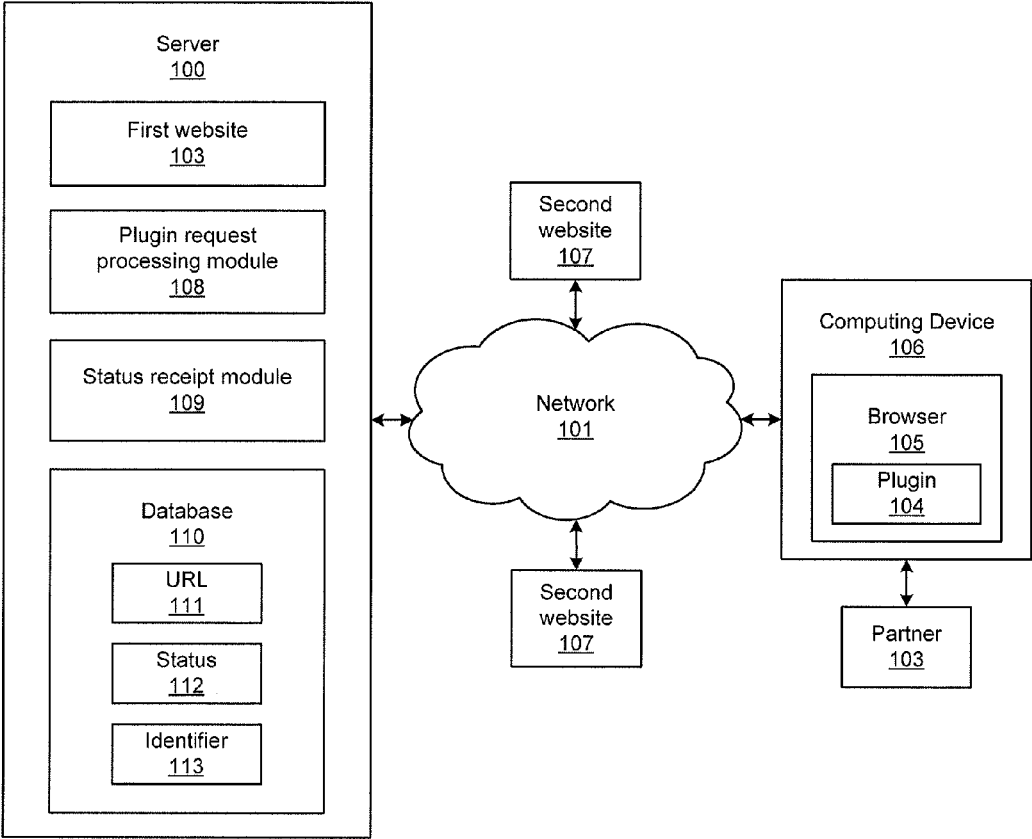 Server
100
First website
103
Plugin request
processing module
108
Status receipt module
109
Database
110
URL
111
Status
112
Identifier
113
Second
website
107
Network
101
Second
website
107
Computing Device
106
Browser
105
Plugin
104
Partner
103